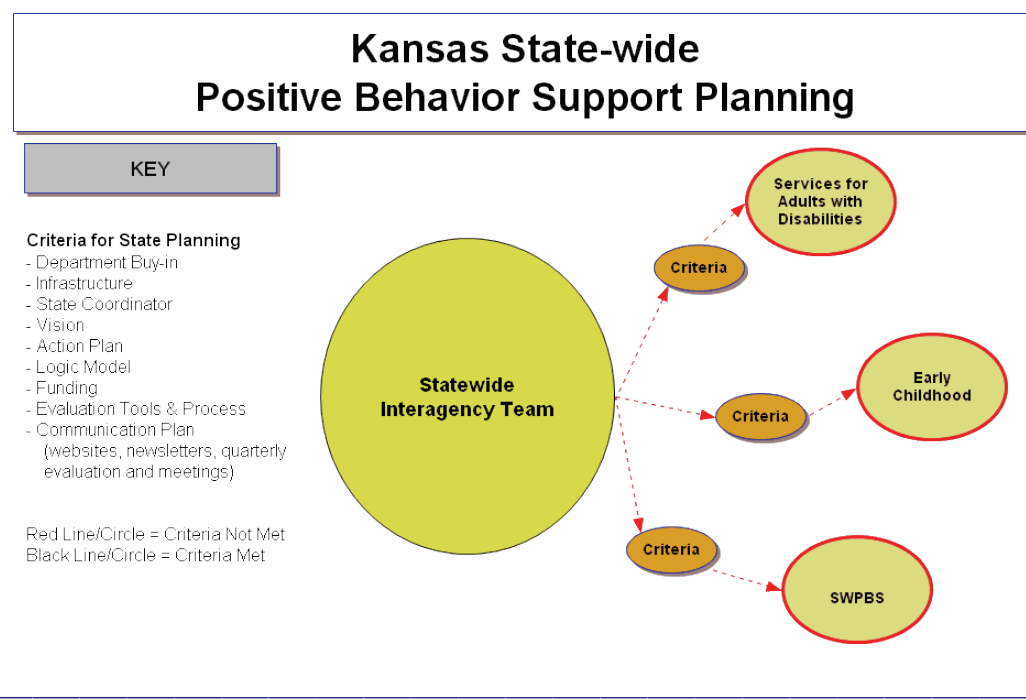 Kansas State-wide
Positive Behavior Support Planning
KEY
Criteria for State Planning
- Department Buy-in
- Infrastructure
- State Coordinator
- Vision
- Action Plan
- Logic Model
- Funding
- Evaluation Tools & Process
- Communication Plan
(websites, newsletters, quarterly
evaluation and meetings)
Red Line/Circle = Criteria Not Met
Black Line/Circle = Criteria Met
Statewide
Interagency Team
Criteria
Services for
Adults with
Disabilities
Criteria
Early
Childhood
Criteria
SWPBS